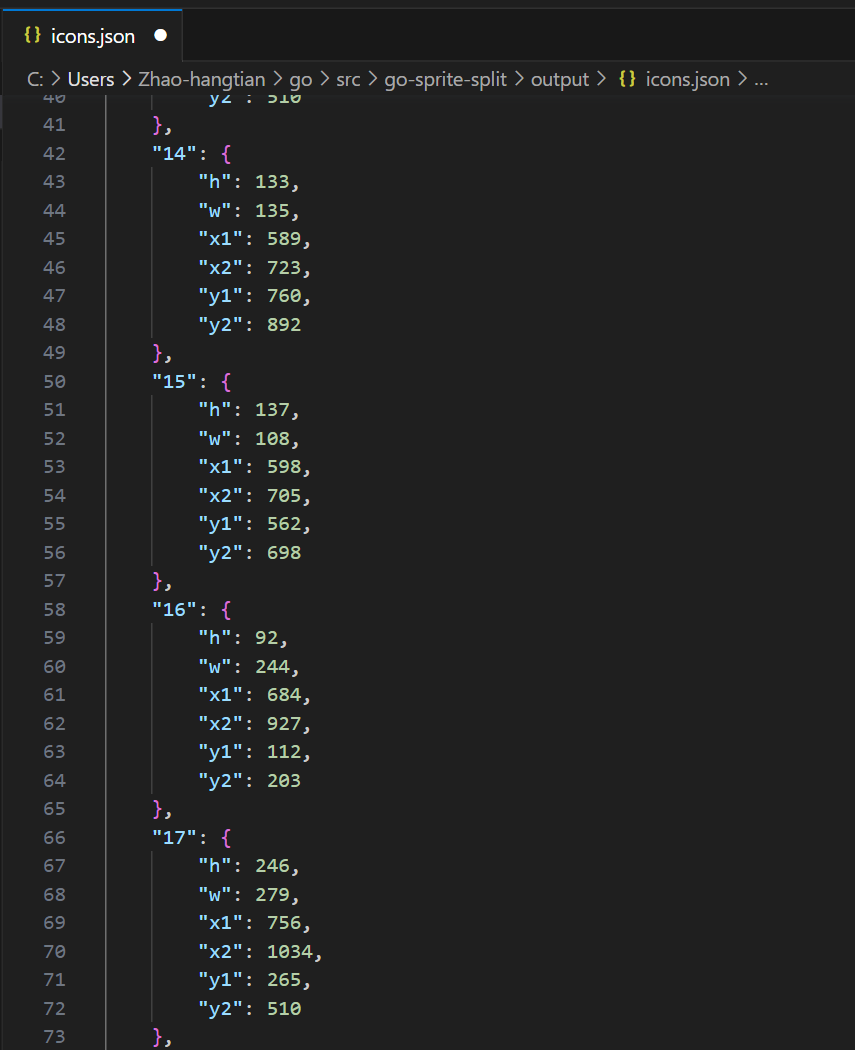 {} icons.json ●
C: > Users > Zhao-hangtian > go > src > go-sprite-split > output > {} icons.json > ...
40 "y2": 510
41 },
42 "14": {
43 "h": 133,
44 "w": 135,
45 "x1": 589,
46 "x2": 723,
47 "y1": 760,
48 "y2": 892
49 },
50 "15": {
51 "h": 137,
52 "w": 108,
53 "x1": 598,
54 "x2": 705,
55 "y1": 562,
56 "y2": 698
57 },
58 "16": {
59 "h": 92,
60 "w": 244,
61 "x1": 684,
62 "x2": 927,
63 "y1": 112,
64 "y2": 203
65 },
66 "17": {
67 "h": 246,
68 "w": 279,
69 "x1": 756,
70 "x2": 1034,
71 "y1": 265,
72 "y2": 510
73 },